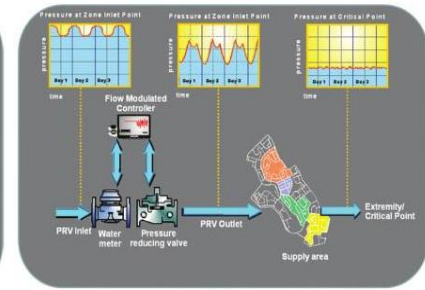 Pressure at Zone Inlet Point
pressure
Day 1 Day 2 Day 3
time
Pressure at Zone Inlet Point
pressure
Day 1 Day 2 Day 3
time
Pressure at Critical Point
pressure
Day 1 Day 2 Day 3
time
Flow Modulated
Controller
PRV Inlet
Water
meter
Pressure
reducing valve
PRV Outlet
Supply area
Extremity/
Critical Point